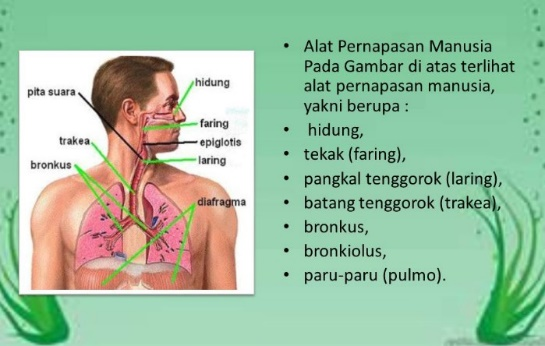 pita suara
hidung
faring
epiglotis
laring
trakea
bronkus
diafragma
• Alat Pernapasan Manusia
Pada Gambar di atas terlihat
alat pernapasan manusia,
yakni berupa :
• hidung,
• tekak (faring),
• pangkal tenggorok (laring),
• batang tenggorok (trakea),
• bronkus,
• bronkiolus,
• paru-paru (pulmo).